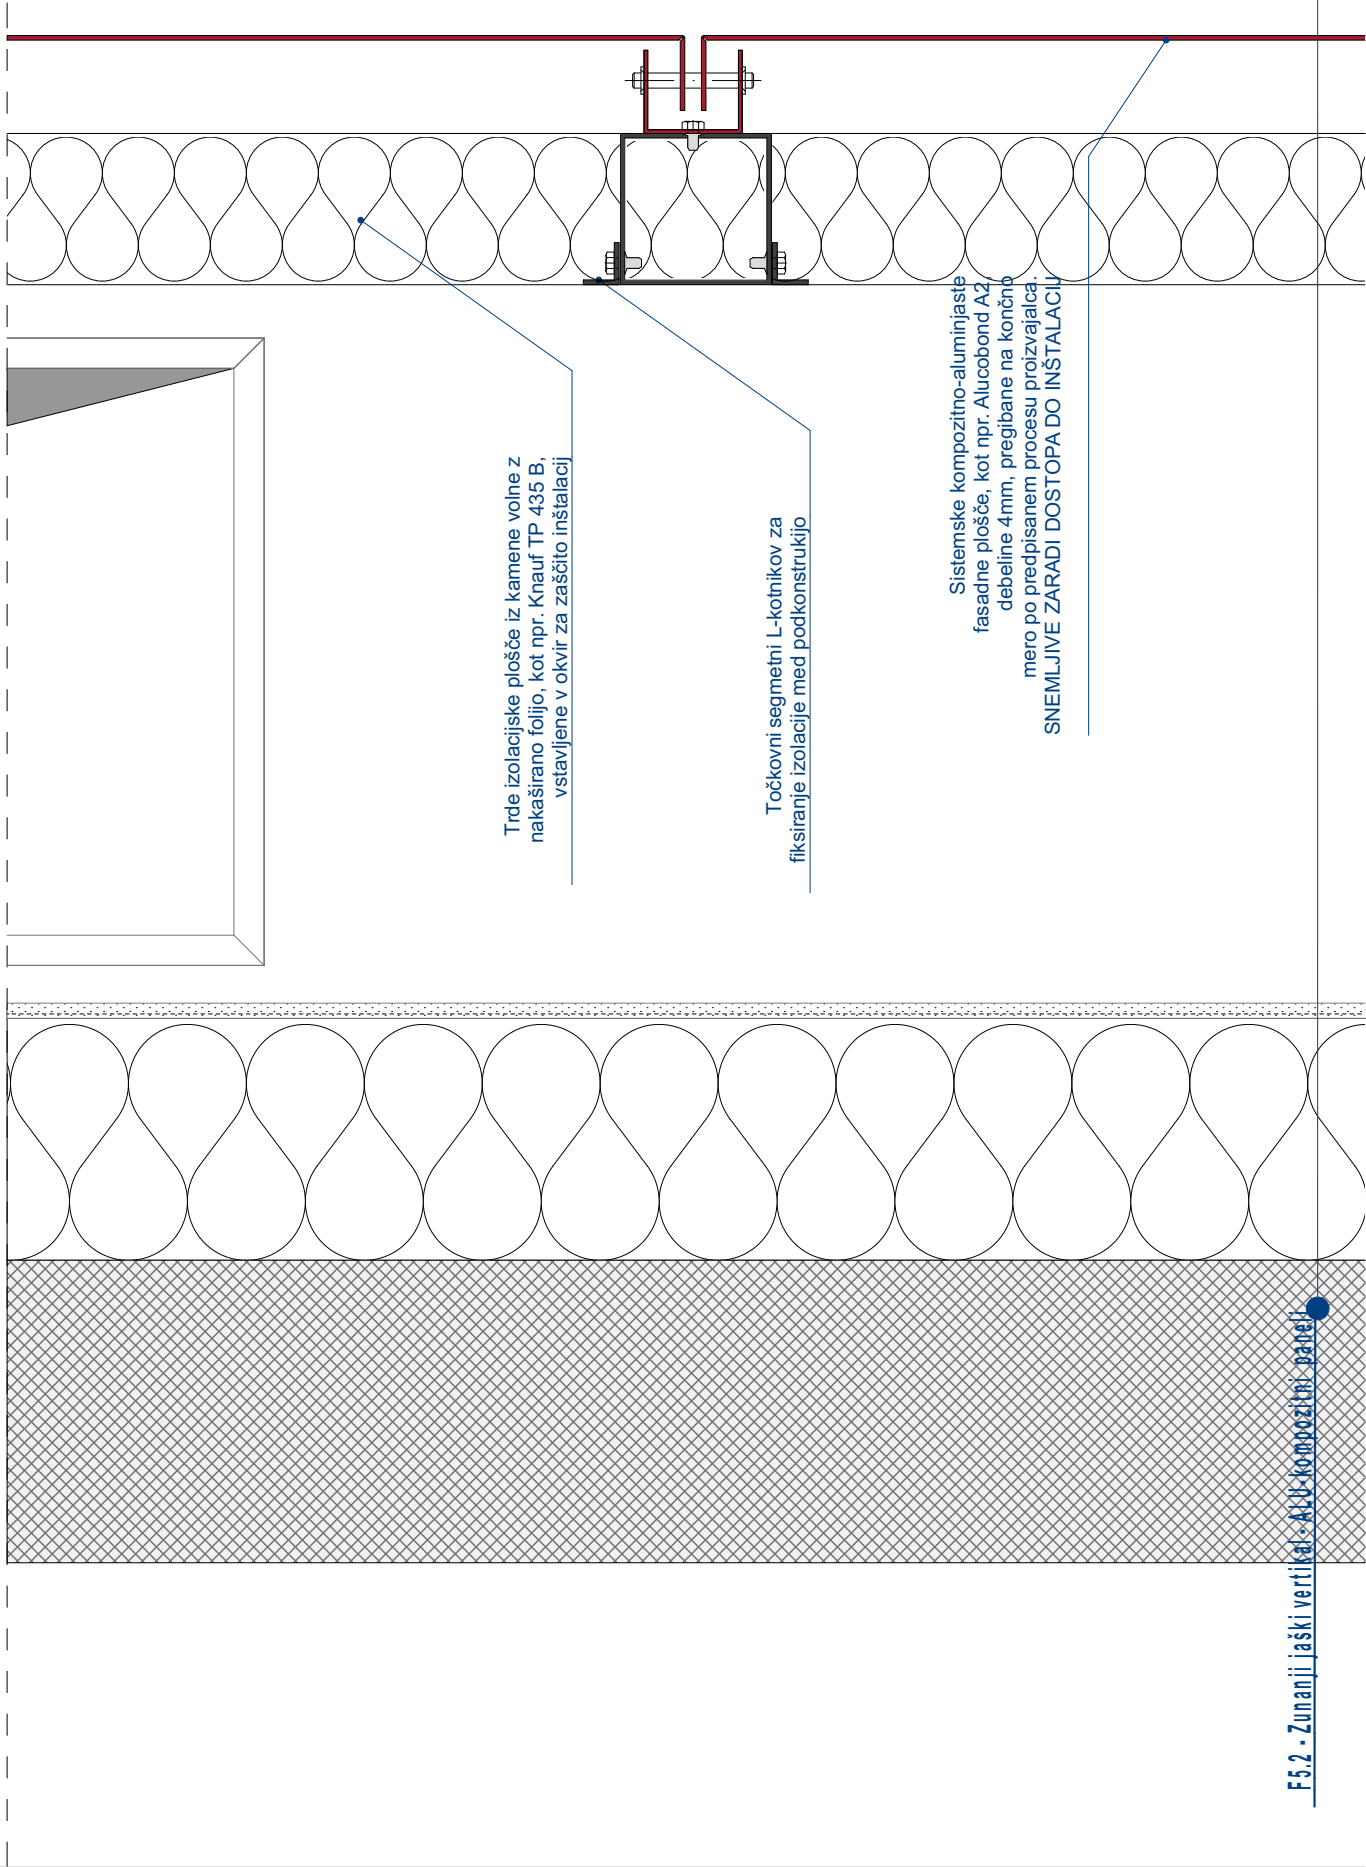 Trde izolacijske plošče iz kamene volne z
nakaširano folijo, kot npr. Knauf TP 435 B,
vstavljene v okvir za zaščito inštalacij
Točkovni segmetni L-kotnikov za
fiksiranje izolacije med podkonstrukijo
Sistemske kompozitno-aluminjaste
fasadne plošče, kot npr. Alucobond A2,
debeline 4mm, pregibane na končno
mero po predpisanem procesu proizvajalca.
SNEMLJIVE ZARADI DOSTOPA DO INŠTALACIJ
F5.2 - Zunanji jaški vertikal - ALU-kompozitni paneli